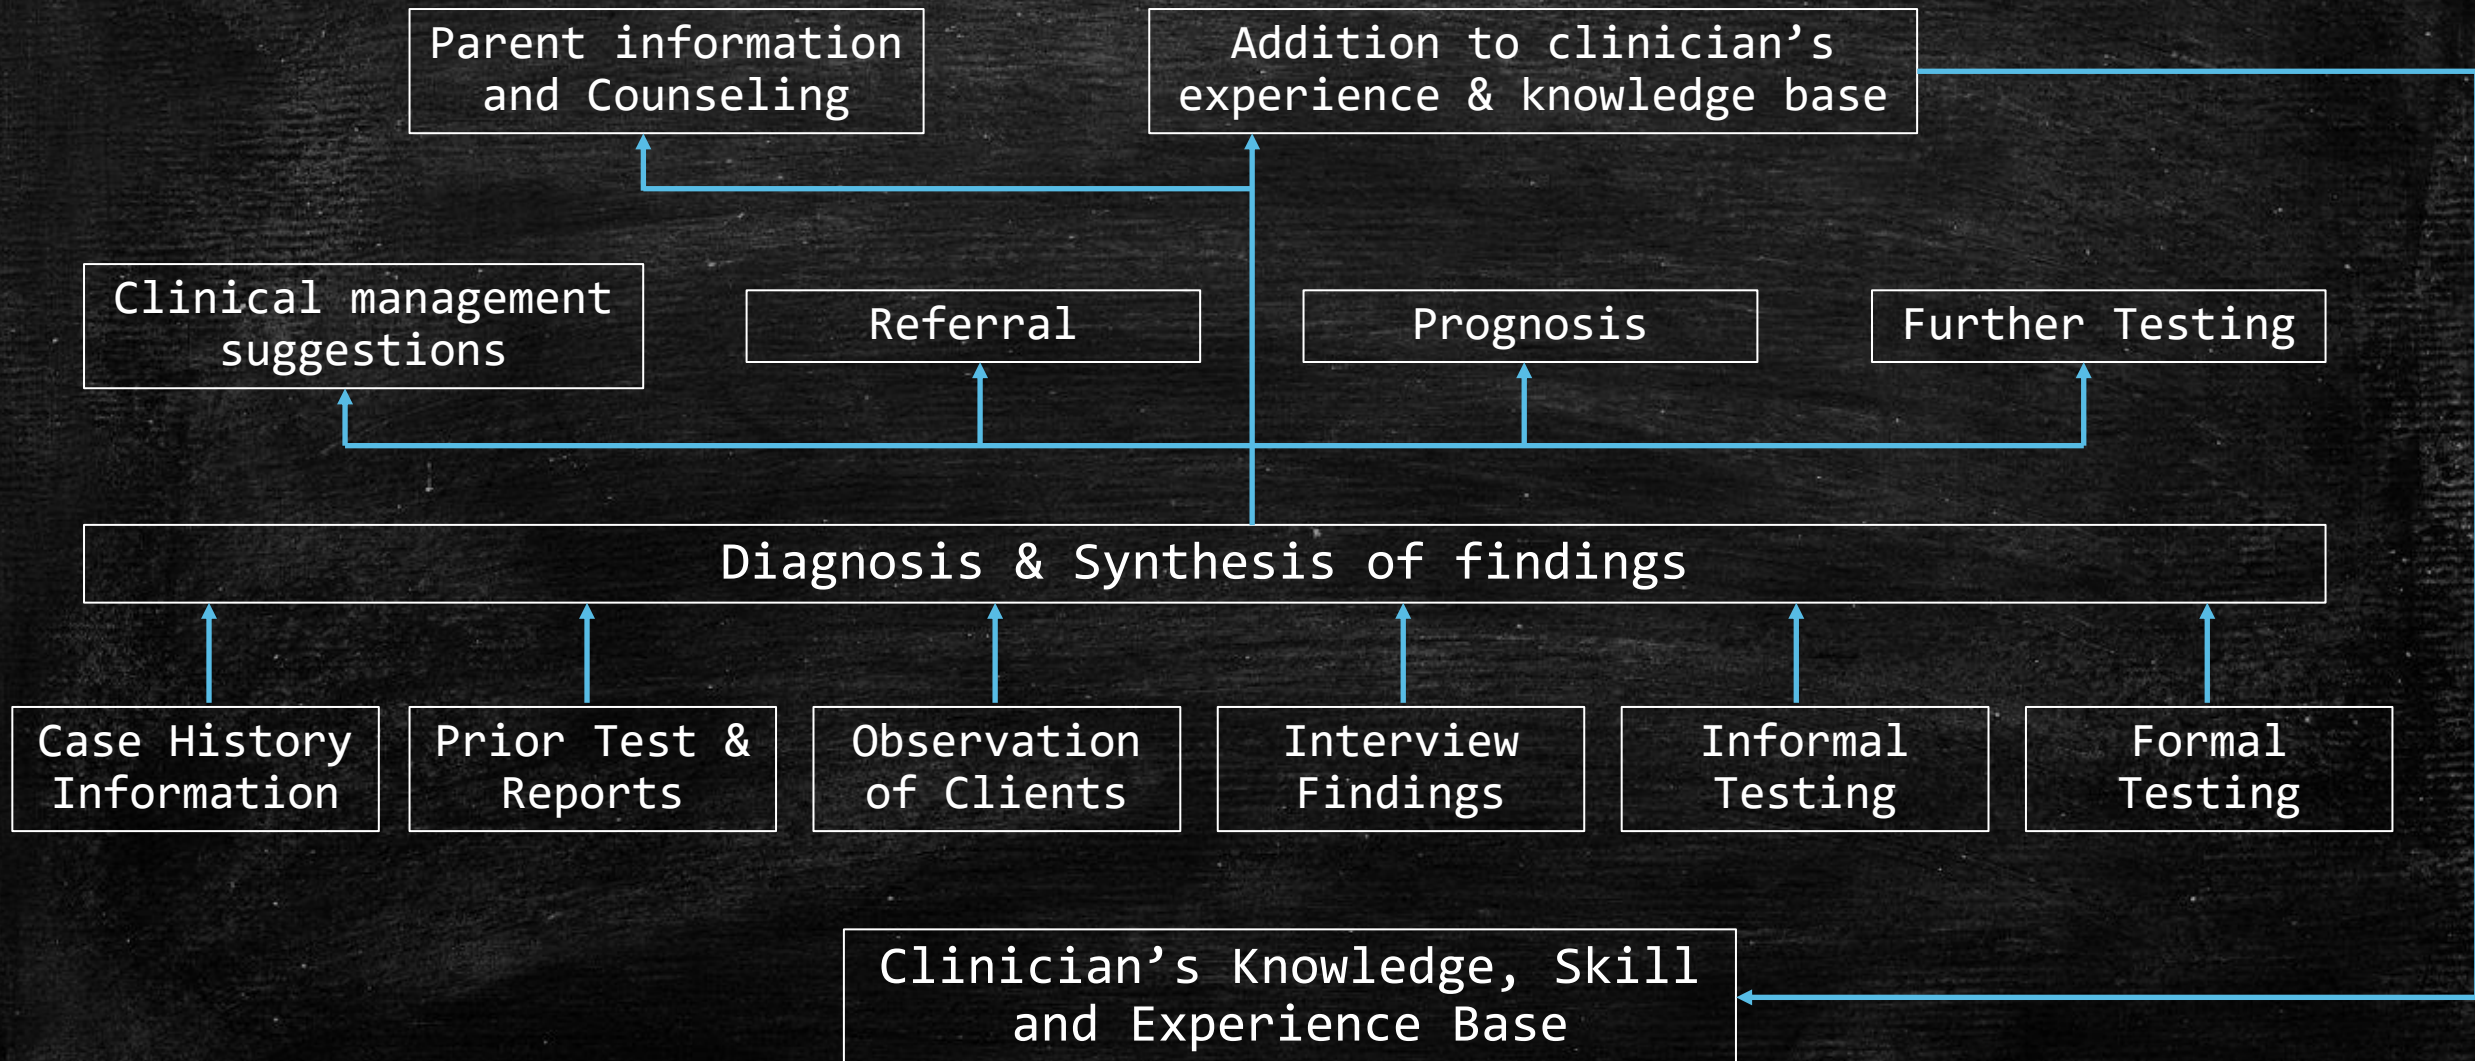 Parent information
and Counseling
Addition to clinician’s
experience & knowledge base
Clinical management
suggestions
Referral
Prognosis
Further Testing
Diagnosis & Synthesis of findings
Case History
Information
Prior Test &
Reports
Observation
of Clients
Interview
Findings
Informal
Testing
Formal
Testing
Clinician’s Knowledge, Skill
and Experience Base